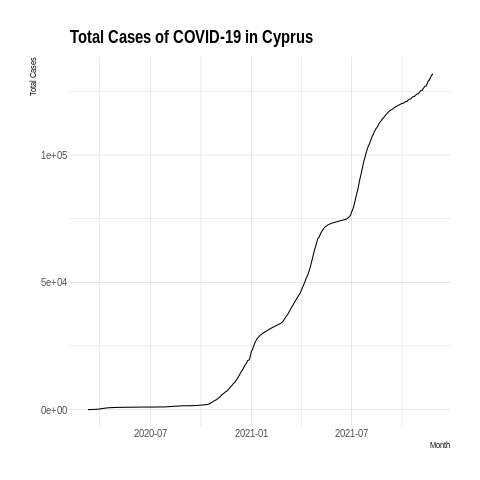 Total Cases of COVID-19 in Cyprus
Total Cases
1e+05
5e+04
0e+00
2020-07 2021-01 2021-07
Month